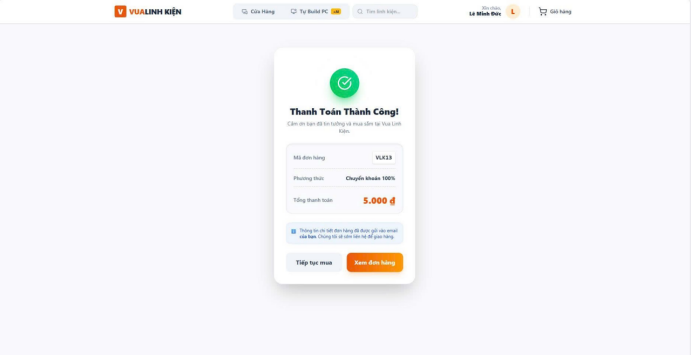 V VUALINH KIỆN
Cửa Hàng
Tự Build PC
Tìm linh kiện...
Lê Minh Đức
L
Giỏ hàng
Thanh Toán Thành Công!
Cảm ơn bạn đã tin tưởng và mua sắm tại Vua Linh
Kiện.
Mã đơn hàng
VLK13
Phương thức
Chuyển khoản 100%
Tổng thanh toán
5.000 ₫
Thông tin chi tiết đơn hàng đã được gửi vào email
của bạn. Chúng tôi sẽ sớm liên hệ để giao hàng.
Tiếp tục mua
Xem đơn hàng